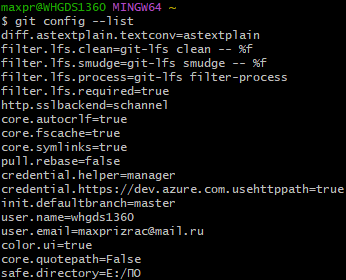 maxpr@WHGDS1360 MINGW64 ~
$ git config --list
diff.astextplain.textconv=astextplain
filter.lfs.clean=git-lfs clean -- %f
filter.lfs.smudge=git-lfs smudge -- %f
filter.lfs.process=git-lfs filter-process
filter.lfs.required=true
http.sslbackend=schannel
core.autocrlf=true
core.fscache=true
core.symlinks=true
pull.rebase=false
credential.helper=manager
credential.https://dev.azure.com.usehttppath=true
init.defaultbranch=master
user.name=whgds1360
user.email=maxprizrac@mail.ru
color.ui=true
core.quotepath=False
safe.directory=E:/ПО